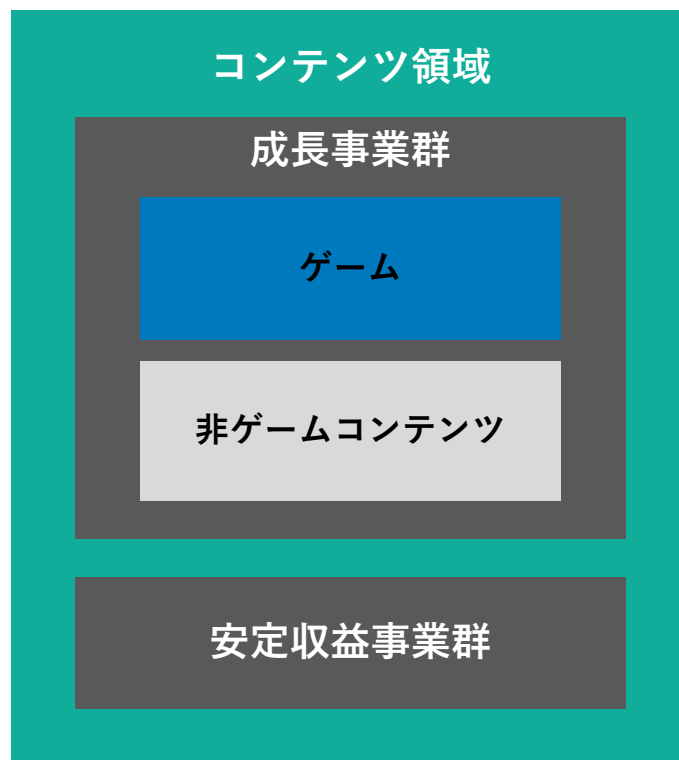 コンテンツ領域
成長事業群
ゲーム
非ゲームコンテンツ
安定収益事業群